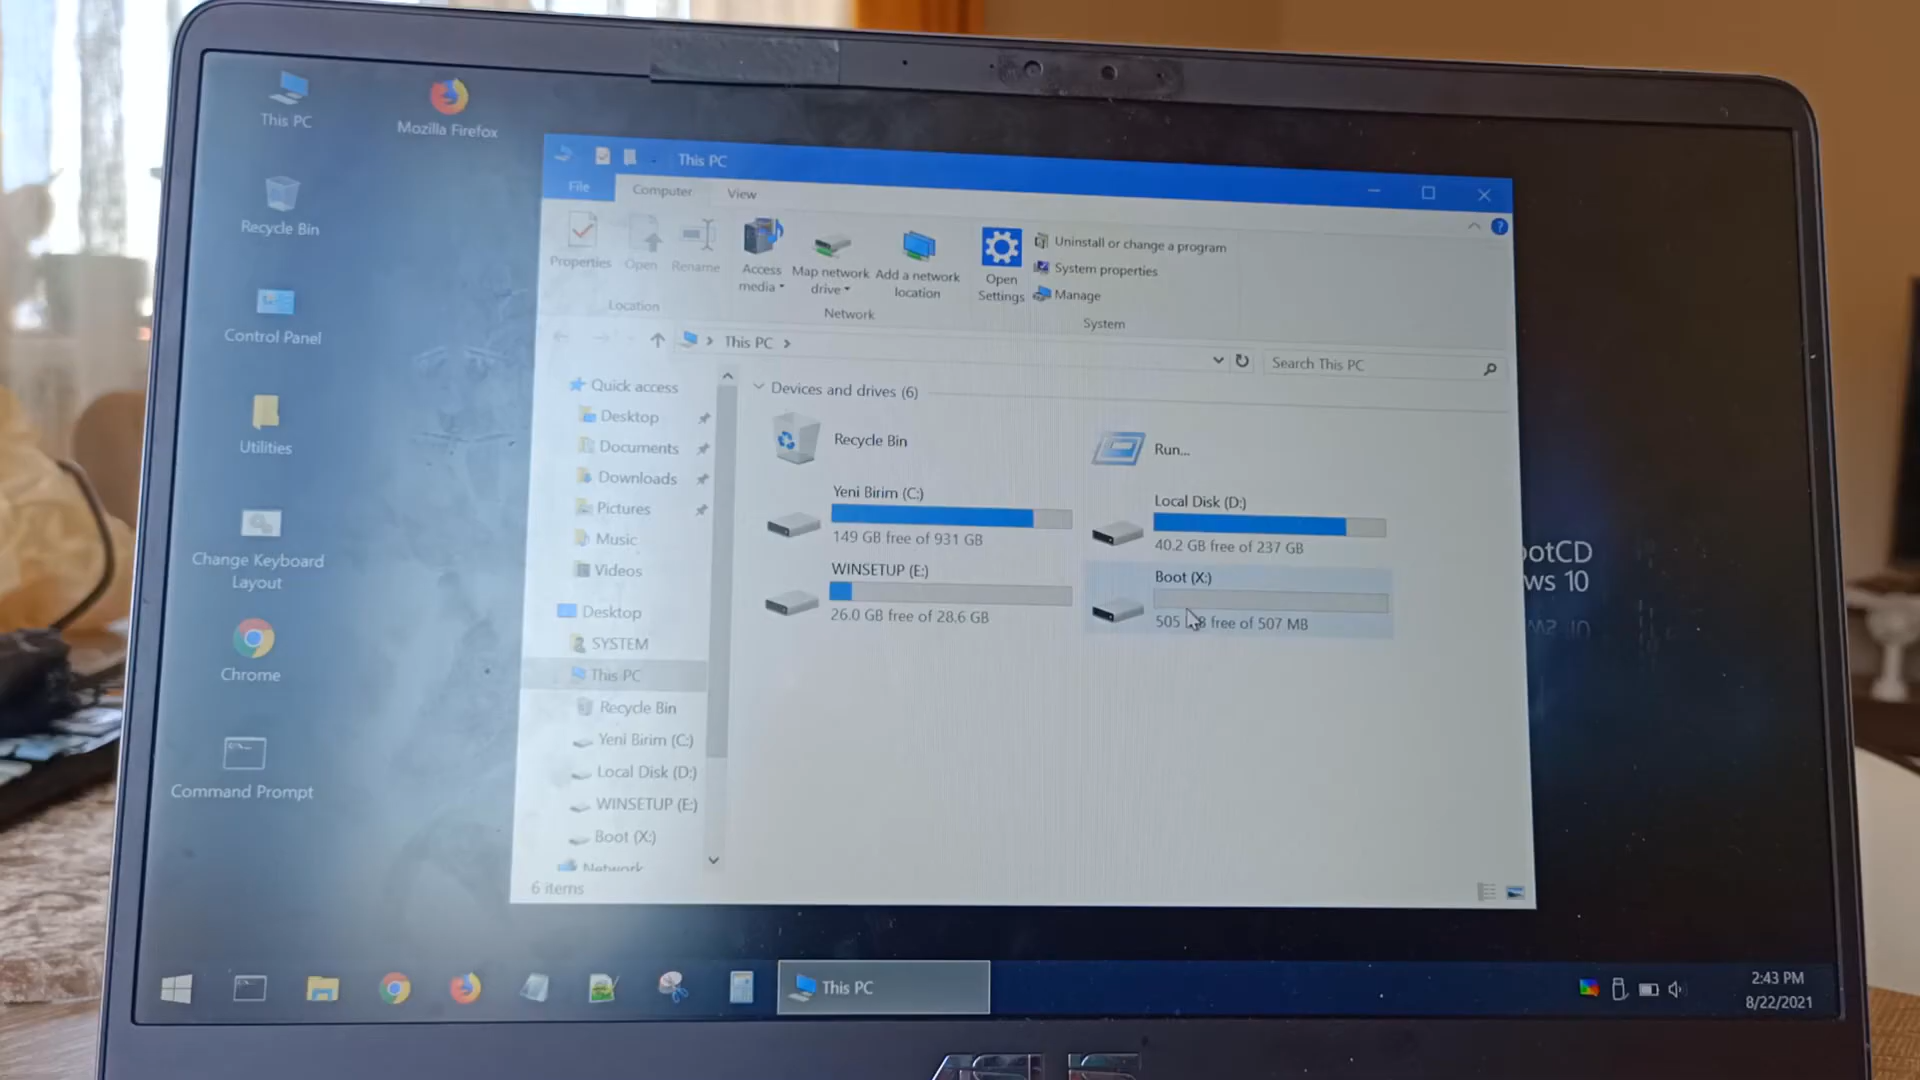 This PC
Mozilla Firefox
Recycle Bin
Control Panel
Utilities
Change Keyboard
Layout
Chrome
Command Prompt
This PC
File
Computer
View
Properties
Open
Rename
Location
Access
media
Map network
drive
Add a network
location
Network
Open
Settings
Uninstall or change a program
System properties
Manage
System
This PC
Search This PC
Quick access
Desktop
Documents
Downloads
Pictures
Music
Videos
Desktop
SYSTEM
This PC
Recycle Bin
Yeni Birim (C:)
Local Disk (D:)
WINSETUP (E:)
Boot (X:)
Network
Devices and drives (6)
Recycle Bin
Run...
Yeni Birim (C:)
149 GB free of 931 GB
Local Disk (D:)
40.2 GB free of 237 GB
WINSETUP (E:)
26.0 GB free of 28.6 GB
Boot (X:)
505 free of 507 MB
6 items
otCD
ws 10
This PC
2:43 PM
8/22/2021